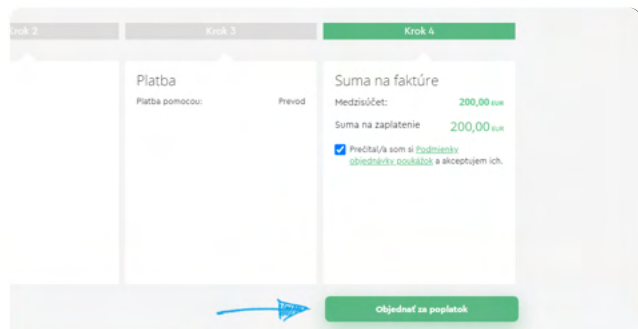 Krok 2
Krok 3
Krok 4
Platba
Platba pomocou: Prevod
Suma na faktúre
Medzisúčet: 200,00 EUR
Suma na zaplatenie 200,00 EUR
Prečítal/a som si Podmienky
objednávky poukážok a akceptujem ich.
Objednať za poplatok